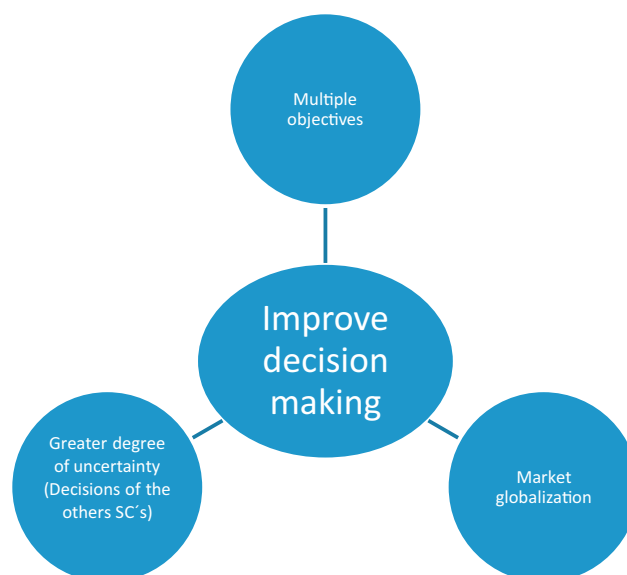 Multiple
objectives
Improve
decision
making
Greater degree
of uncertainty
(Decisions of the
others SC´s)
Market
globalization